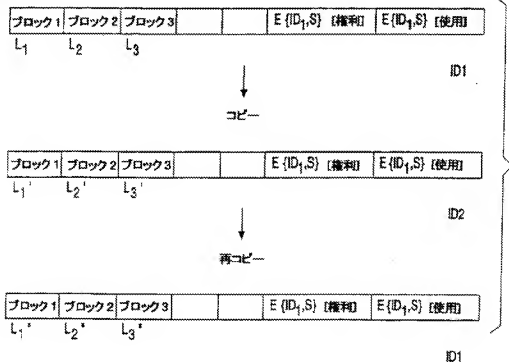 ブロック1 ブロック2 ブロック3 E{ID₁,S} [権利] E{ID₁,S} [使用]
L₁ L₂ L₃
ID1
コピー
ブロック1 ブロック2 ブロック3 E{ID₁,S} [権利] E{ID₁,S} [使用]
L₁' L₂' L₃'
ID2
再コピー
ブロック1 ブロック2 ブロック3 E{ID₁,S} [権利] E{ID₁,S} [使用]
L₁" L₂" L₃"
ID1